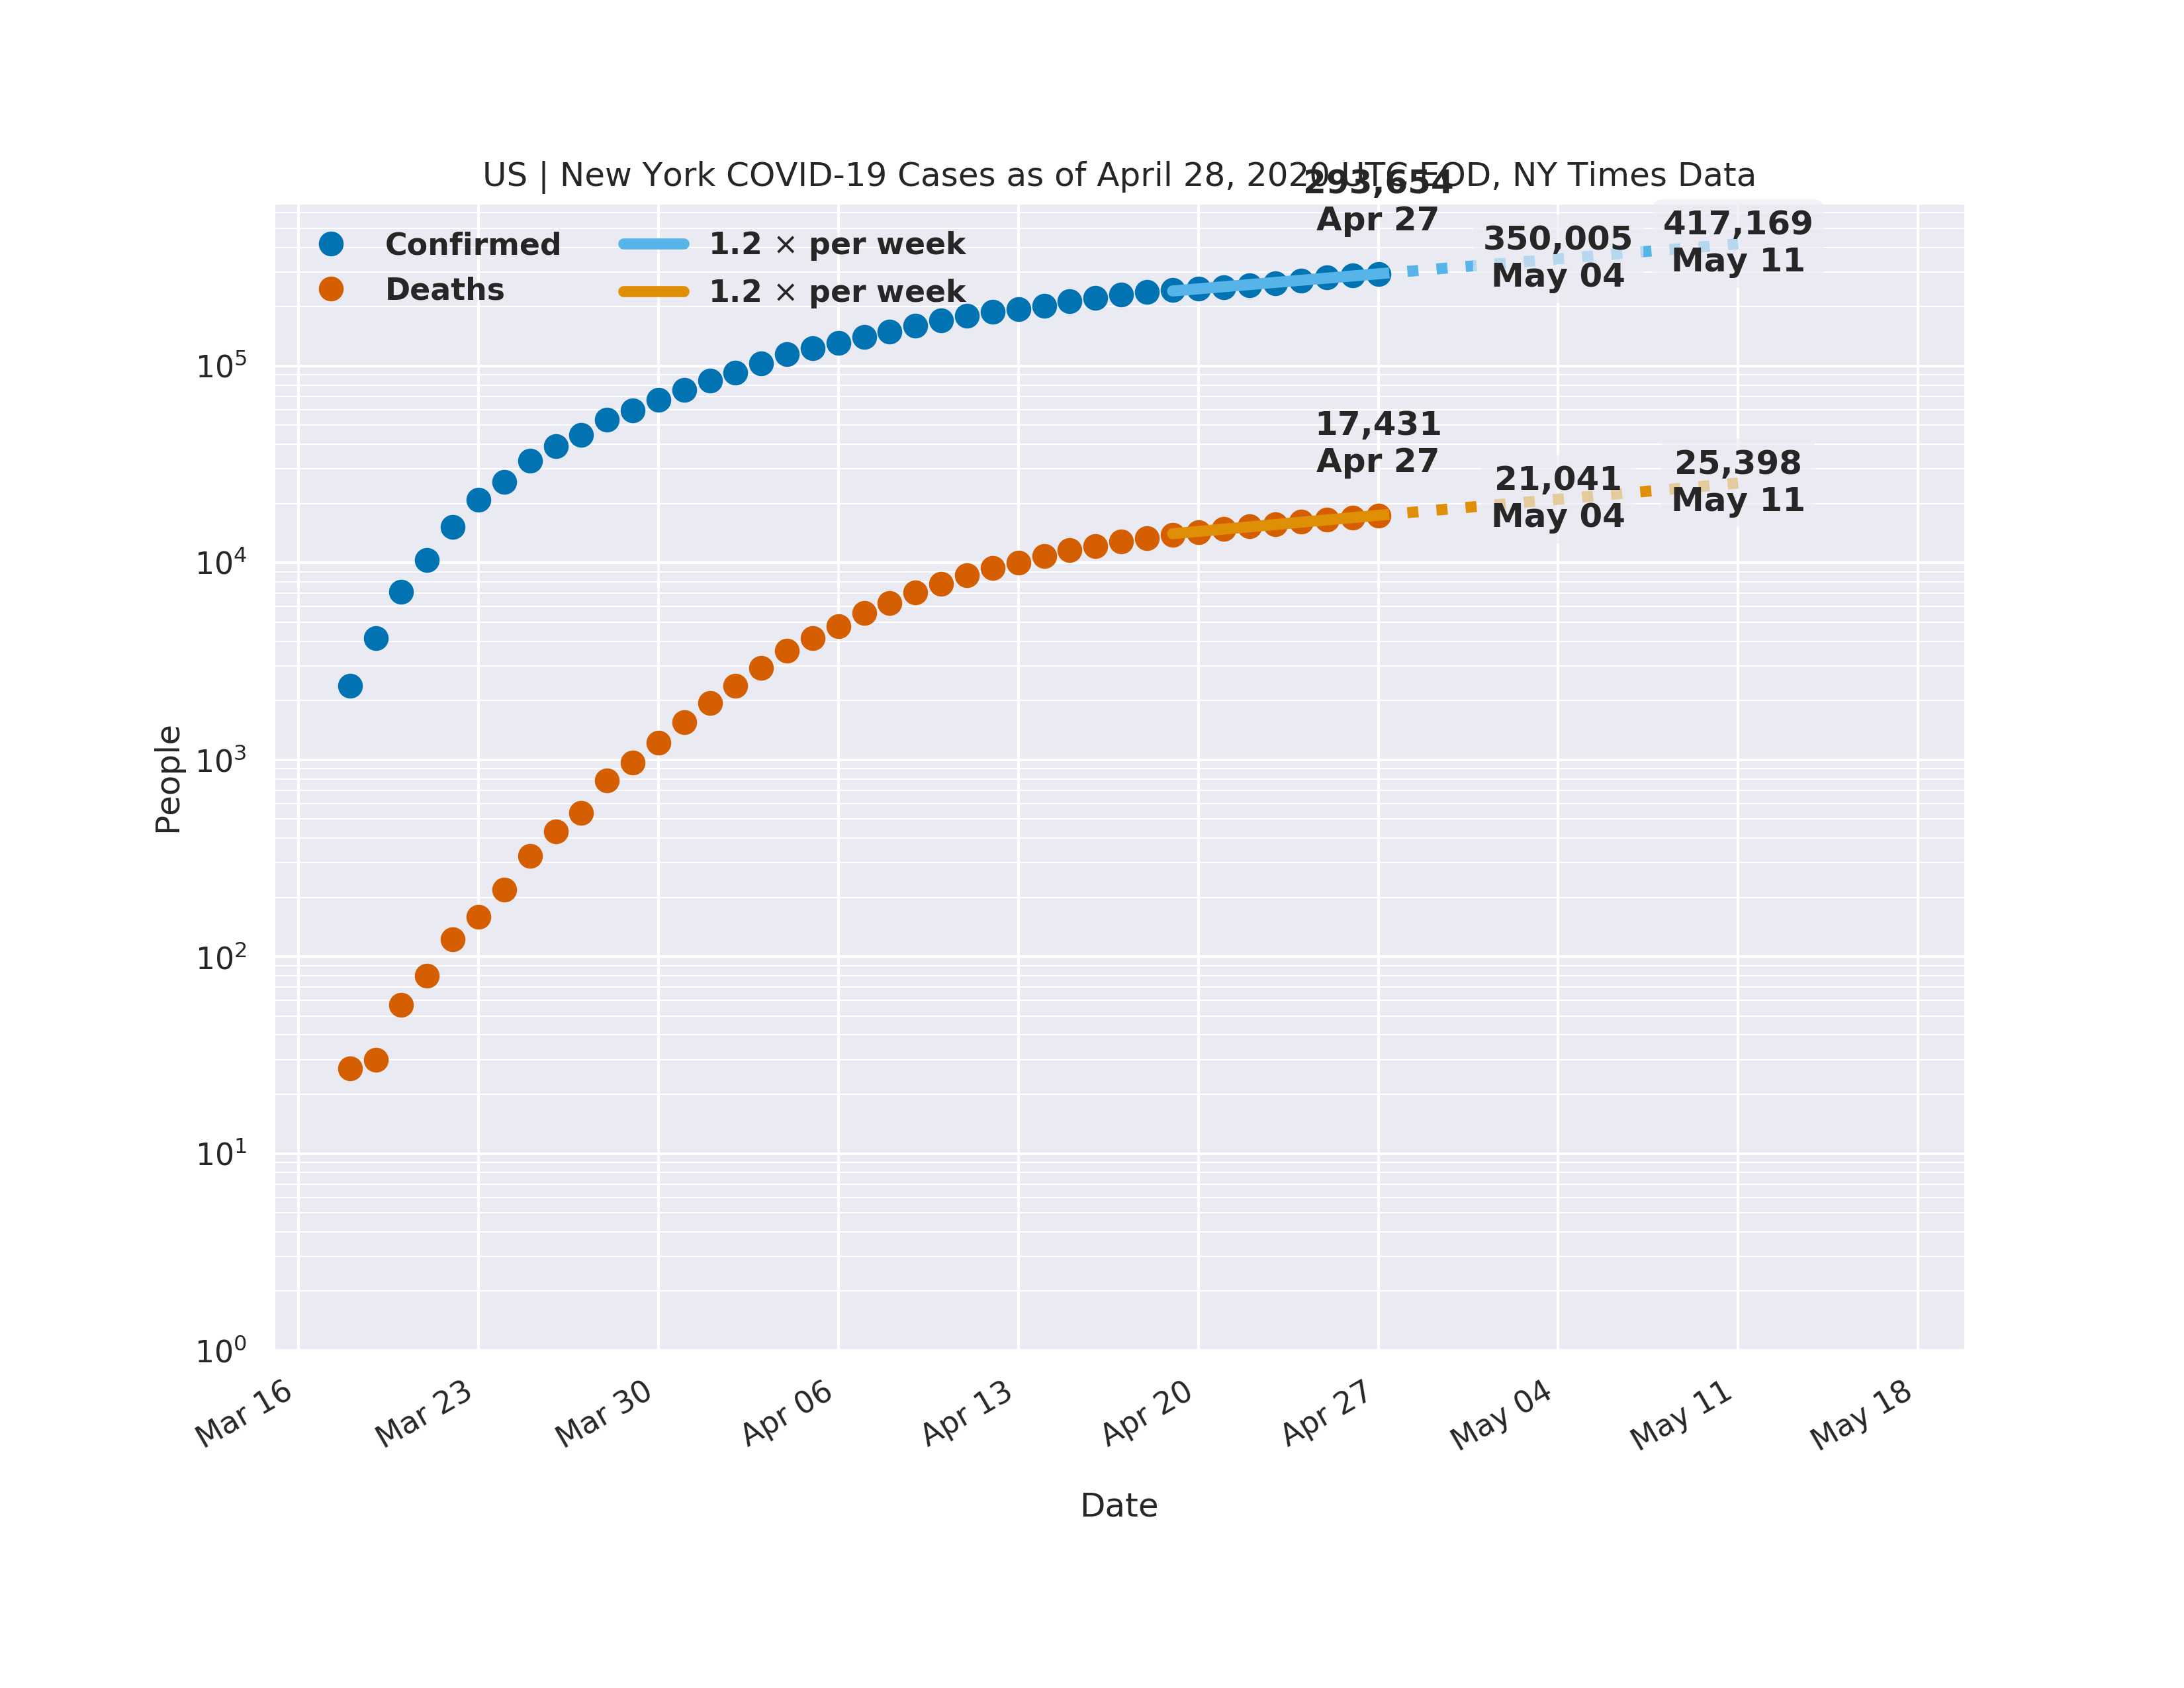 US | New York COVID-19 Cases as of April 28, 2020 UTC EOD, NY Times Data
293,654
Apr 27
350,005
May 04
417,169
May 11
Confirmed
Deaths
1.2 × per week
1.2 × per week
17,431
Apr 27
21,041
May 04
25,398
May 11
People
10⁵
10⁴
10³
10²
10¹
10⁰
Mar 16
Mar 23
Mar 30
Apr 06
Apr 13
Apr 20
Apr 27
May 04
May 11
May 18
Date